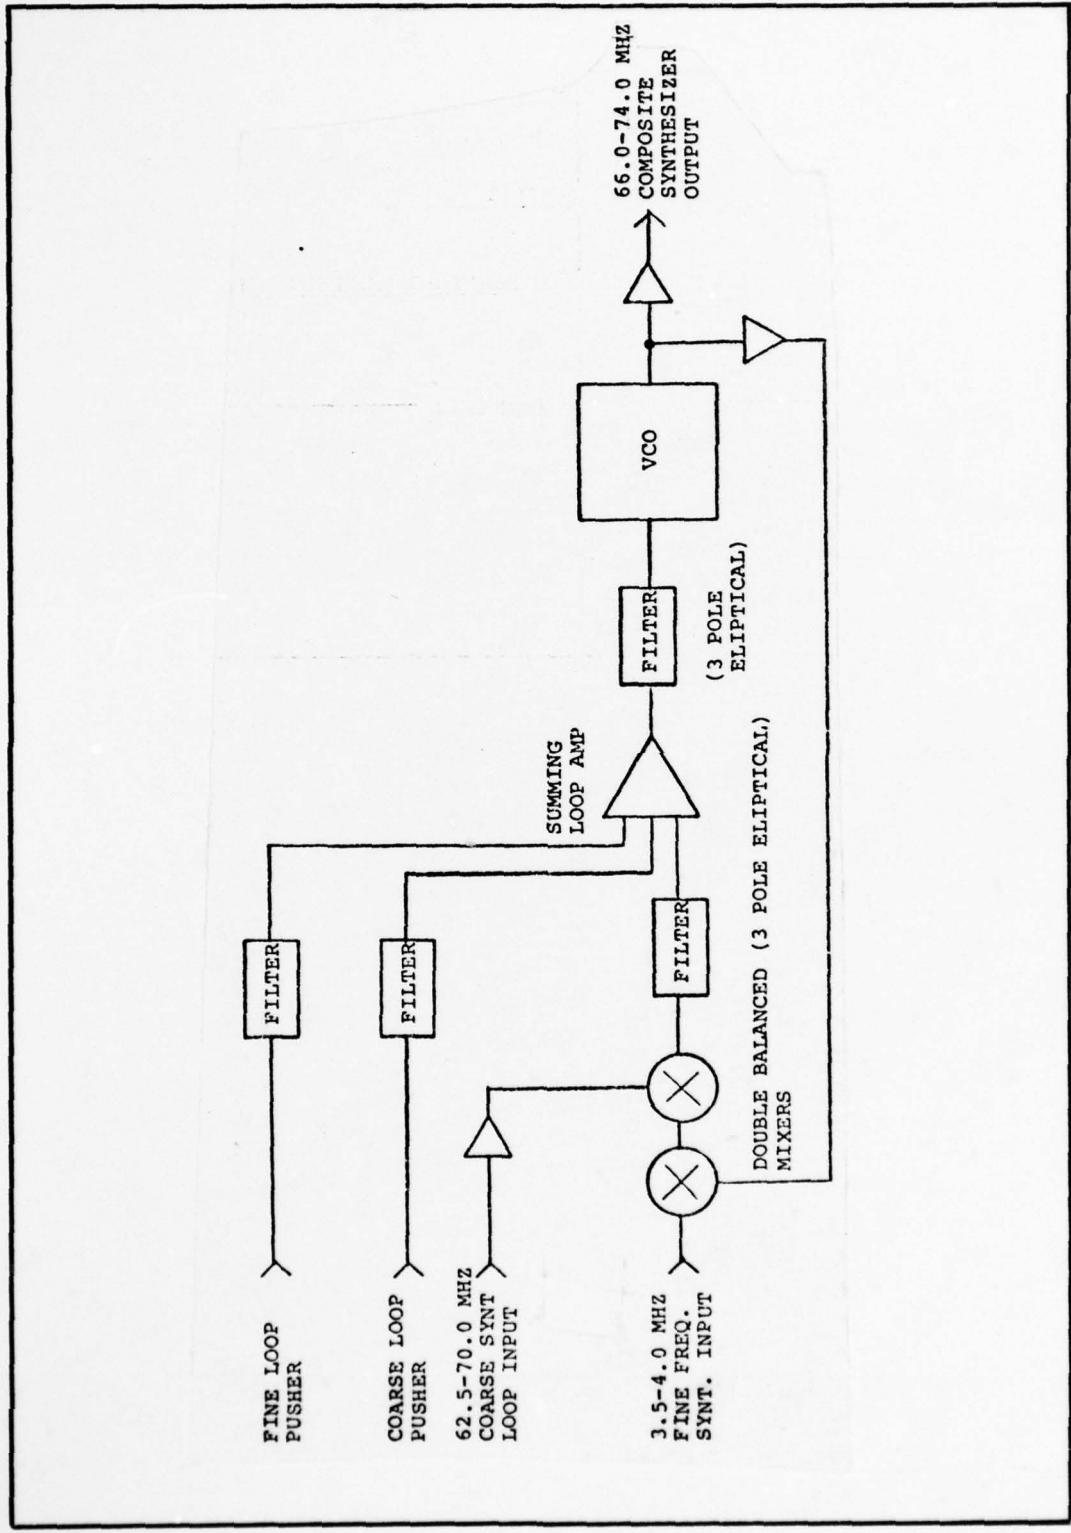 FINE LOOP
PUSHER
FILTER
COARSE LOOP
PUSHER
FILTER
62.5-70.0 MHZ
COARSE SYNT
LOOP INPUT
3.5-4.0 MHZ
FINE FREQ.
SYNT. INPUT
FILTER
DOUBLE BALANCED (3 POLE ELIPTICAL)
MIXERS
SUMMING
LOOP AMP
FILTER
(3 POLE
ELIPTICAL)
VCO
66.0-74.0 MHZ
COMPOSITE
SYNTHESIZER
OUTPUT